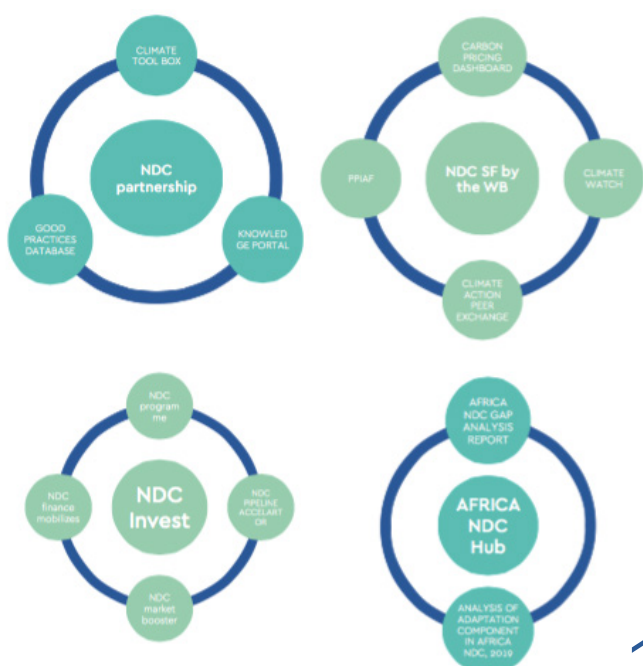 CLIMATE
TOOL BOX
NDC
partnership
GOOD
PRACTICES
DATABASE
KNOWLED
GE PORTAL
CARBON
PRICING
DASHBOARD
PPIAF
NDC SF by
the WB
CLIMATE
WATCH
CLIMATE
ACTION
PEER
EXCHANGE
NDC
program
me
NDC
finance
mobilizes
NDC
Invest
NDC
PIPELINE
ACCELART
OR
NDC
market
booster
AFRICA
NDC GAP
ANALYSIS
REPORT
AFRICA
NDC
Hub
ANALYSIS OF
ADAPTATION
COMPONENT
IN AFRICA
NDC, 2019